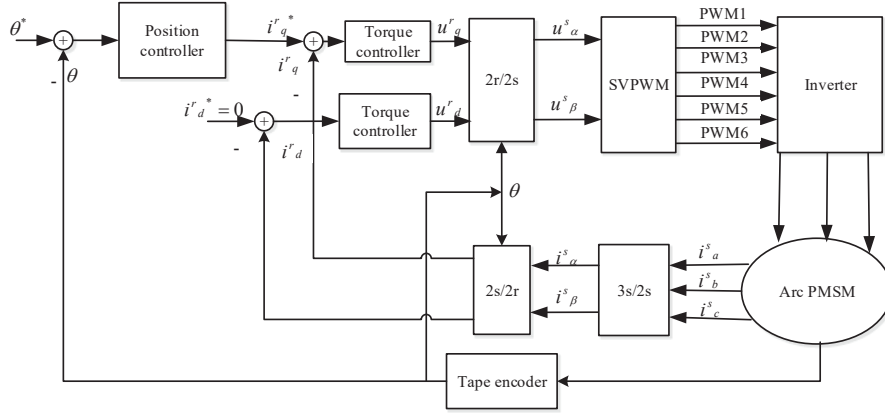 θ*
Position
controller
i^r_q*
i^r_q
Torque
controller
u^r_q
2r/2s
u^s_α
SVPWM
PWM1
PWM2
PWM3
PWM4
PWM5
PWM6
Inverter
-
θ
-
i^r_d* = 0
-
i^r_d
Torque
controller
u^r_d
u^s_β
θ
2s/2r
i^s_α
i^s_β
3s/2s
i^s_a
i^s_b
i^s_c
Arc PMSM
Tape encoder